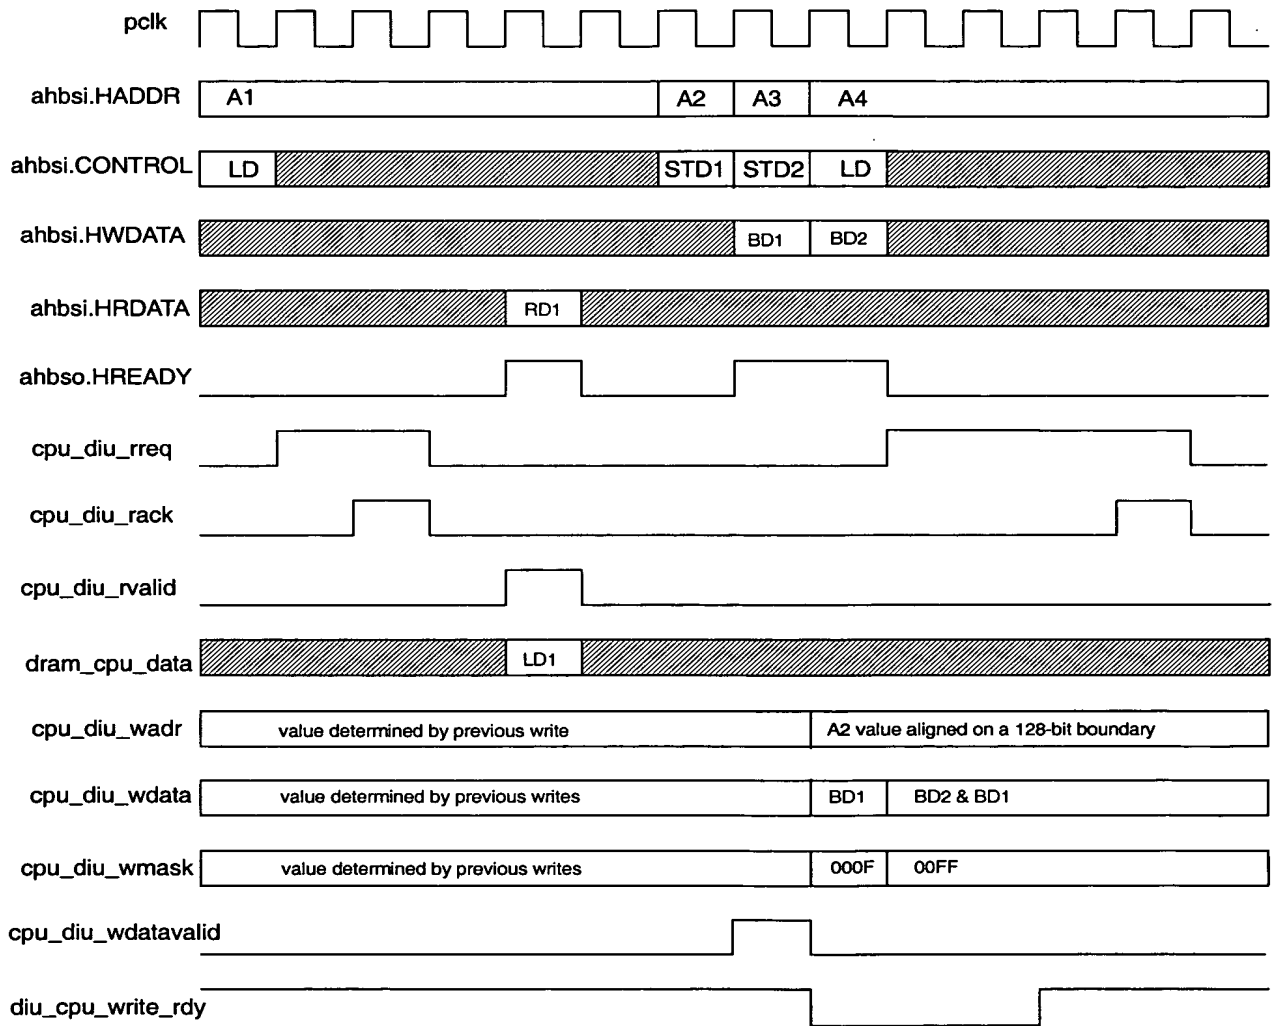 pclk
ahbsi.HADDR A1 A2 A3 A4
ahbsi.CONTROL LD STD1 STD2 LD
ahbsi.HWDATA BD1 BD2
ahbsi.HRDATA RD1
ahbso.HREADY
cpu_diu_rreq
cpu_diu_rack
cpu_diu_rvalid
dram_cpu_data LD1
cpu_diu_wadr value determined by previous write A2 value aligned on a 128-bit boundary
cpu_diu_wdata value determined by previous writes BD1 BD2 & BD1
cpu_diu_wmask value determined by previous writes 000F 00FF
cpu_diu_wdatavalid
diu_cpu_write_rdy